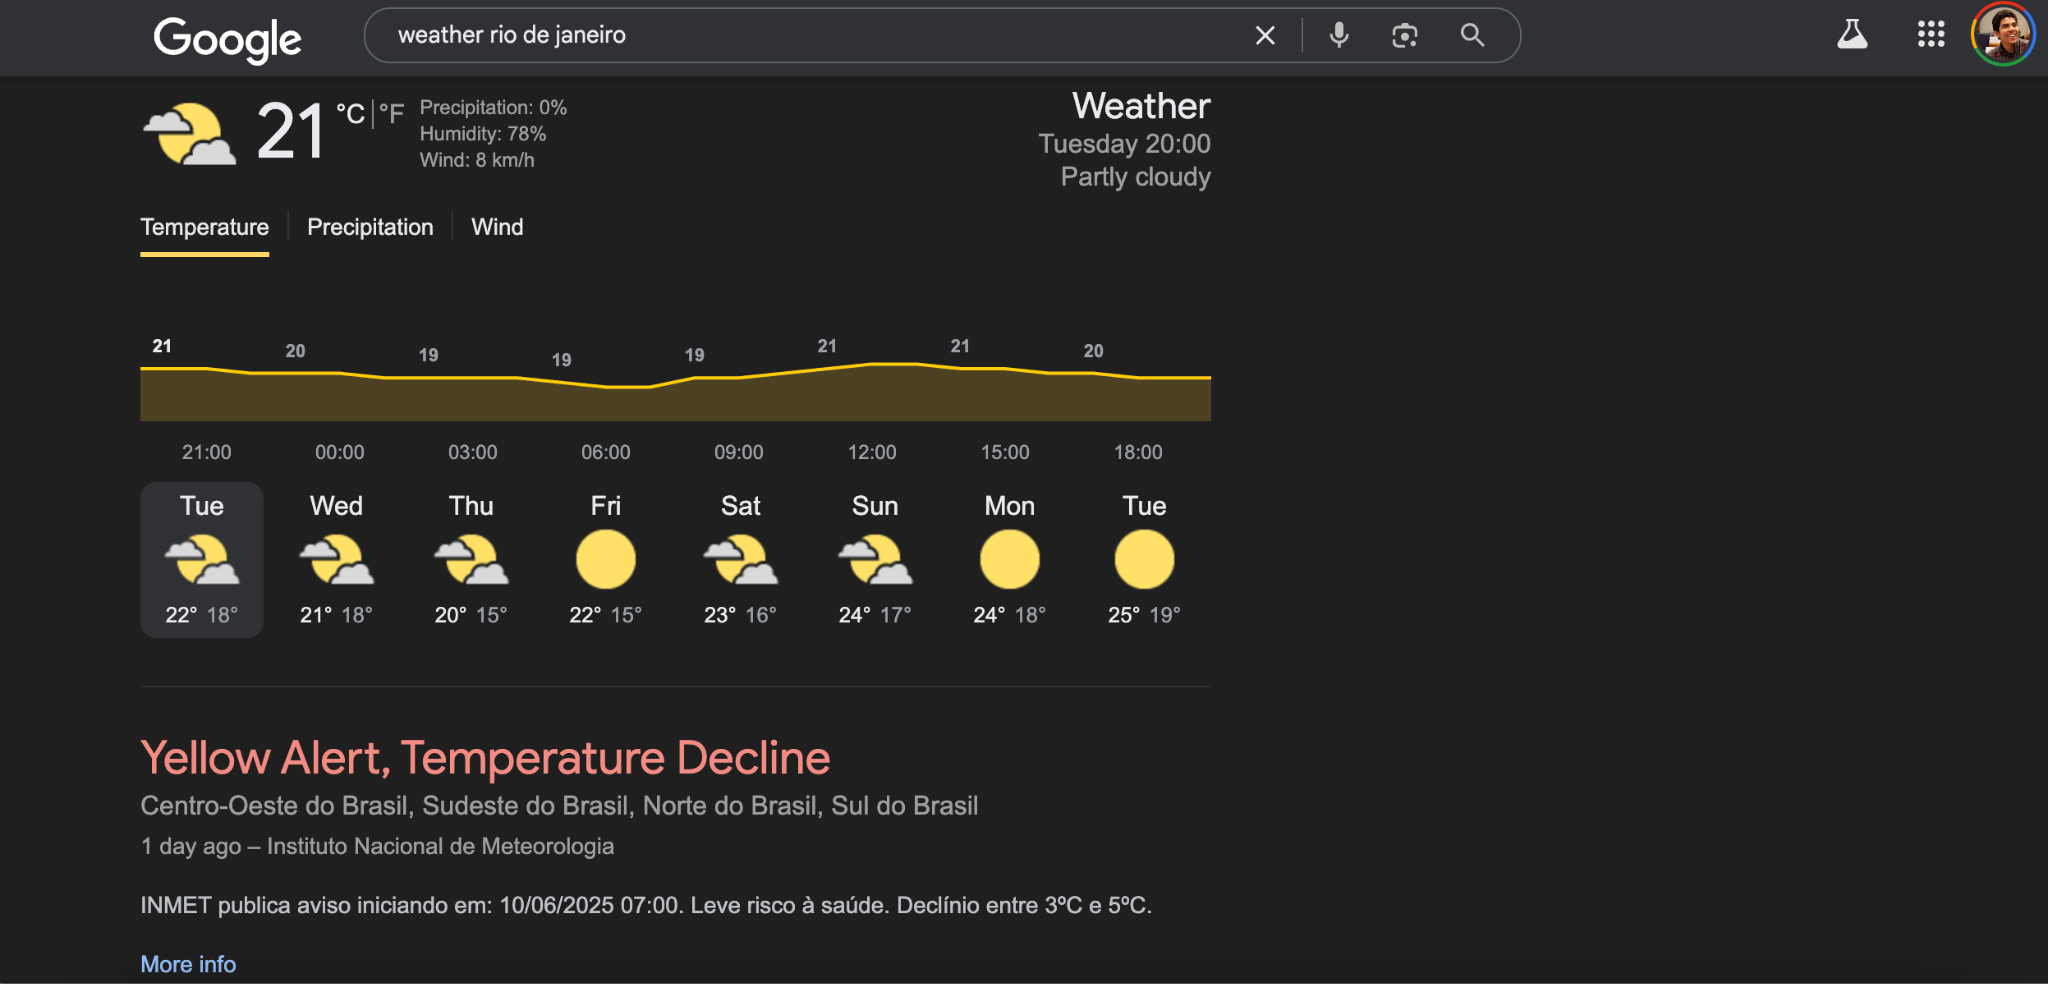 Google
weather rio de janeiro
21 °C | °F
Precipitation: 0%
Humidity: 78%
Wind: 8 km/h
Weather
Tuesday 20:00
Partly cloudy
Temperature Precipitation Wind
21 20 19 19 19 21 21 20
21:00 00:00 03:00 06:00 09:00 12:00 15:00 18:00
Tue Wed Thu Fri Sat Sun Mon Tue
22° 18° 21° 18° 20° 15° 22° 15° 23° 16° 24° 17° 24° 18° 25° 19°
Yellow Alert, Temperature Decline
Centro-Oeste do Brasil, Sudeste do Brasil, Norte do Brasil, Sul do Brasil
1 day ago – Instituto Nacional de Meteorologia
INMET publica aviso iniciando em: 10/06/2025 07:00. Leve risco à saúde. Declínio entre 3ºC e 5ºC.
More info